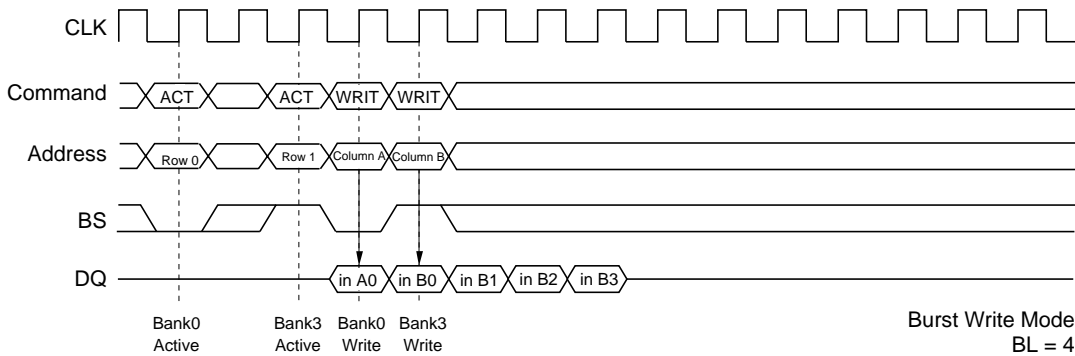 CLK
Command ACT ACT WRIT WRIT
Address Row 0 Row 1 Column A Column B
BS
DQ in A0 in B0 in B1 in B2 in B3
Bank0 Bank3 Bank0 Bank3
Active Active Write Write
Burst Write Mode
BL = 4